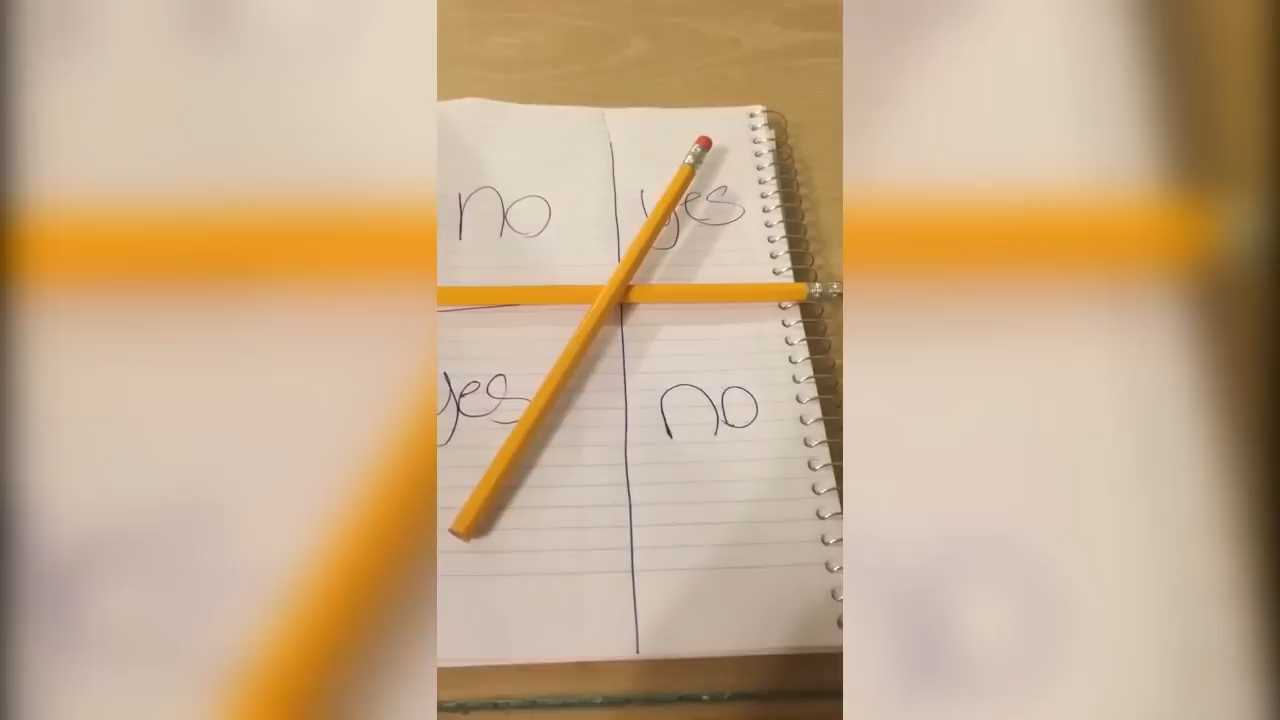 no yes
yes no